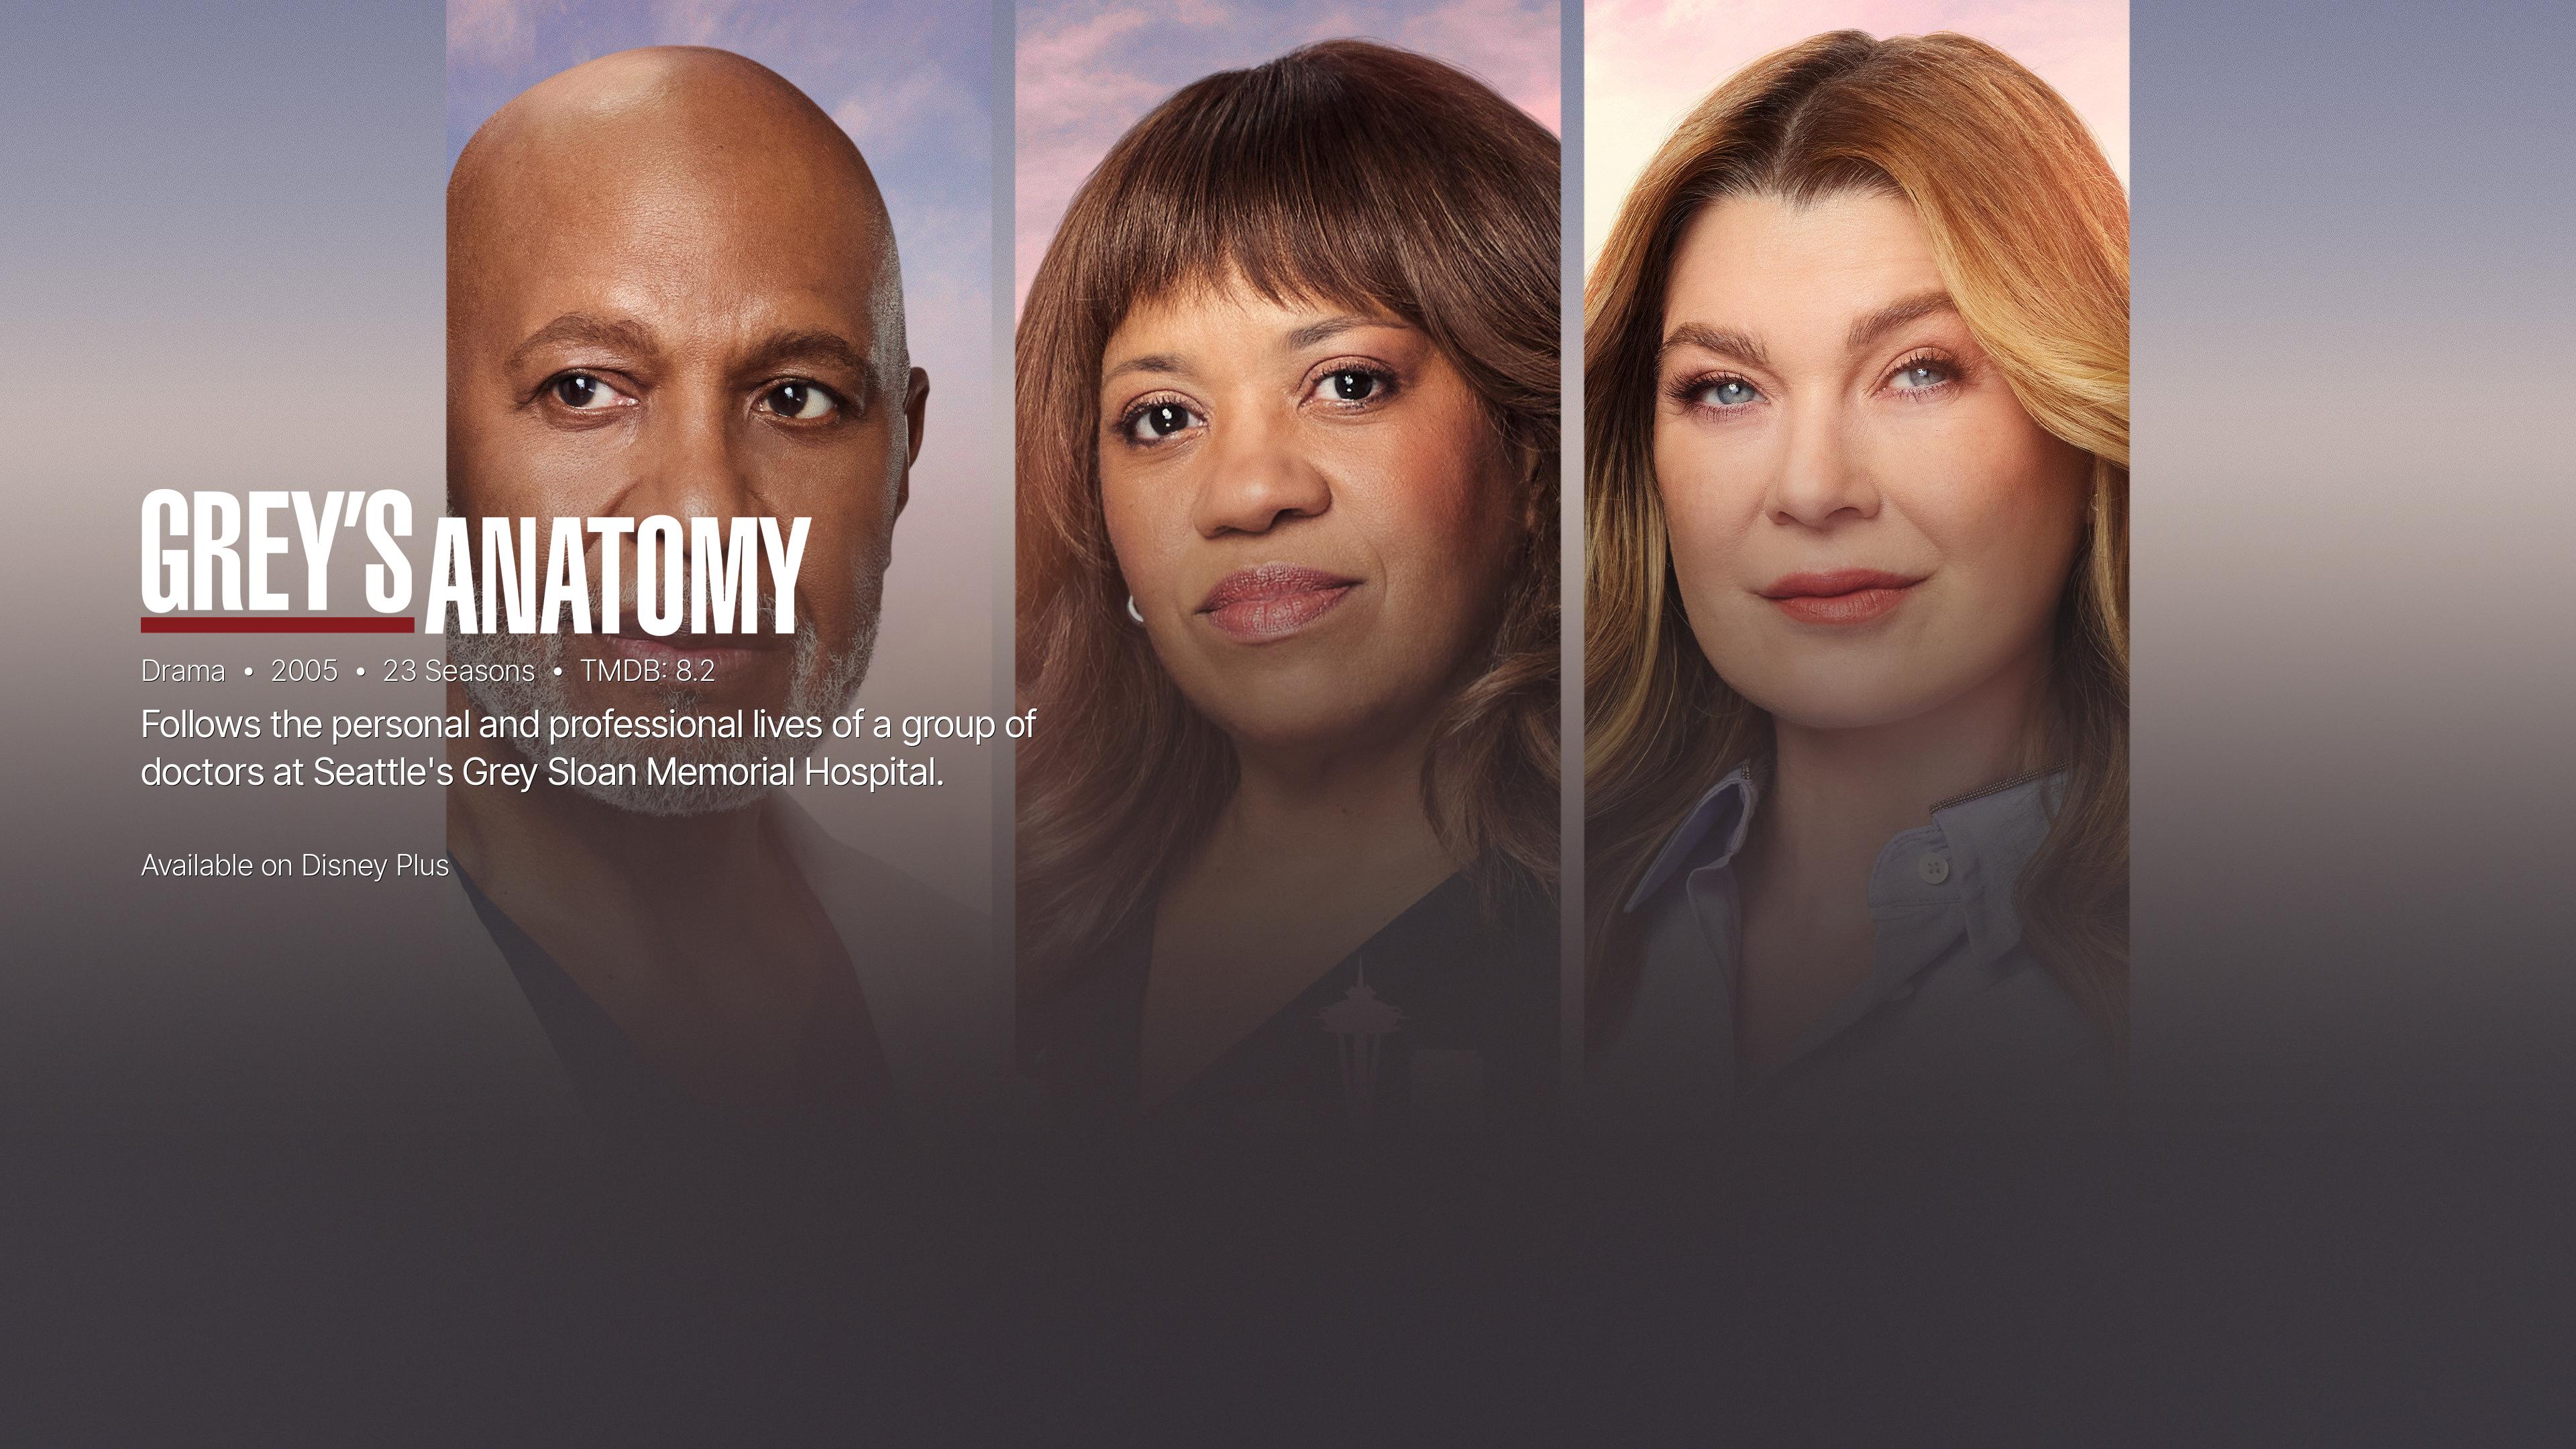 GREY'S ANATOMY
Drama • 2005 • 23 Seasons • TMDB: 8.2
Follows the personal and professional lives of a group of
doctors at Seattle's Grey Sloan Memorial Hospital.
Available on Disney Plus